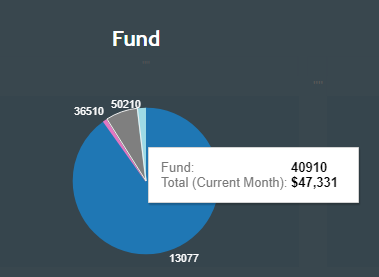 Fund
36510 50210
Fund: 40910
Total (Current Month): $47,331
13077